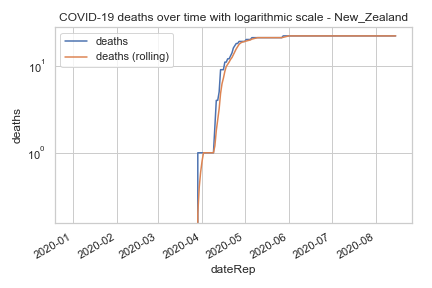 COVID-19 deaths over time with logarithmic scale - New_Zealand
deaths
deaths (rolling)
10¹
10⁰
deaths
2020-01
2020-02
2020-03
2020-04
2020-05
2020-06
2020-07
2020-08
dateRep